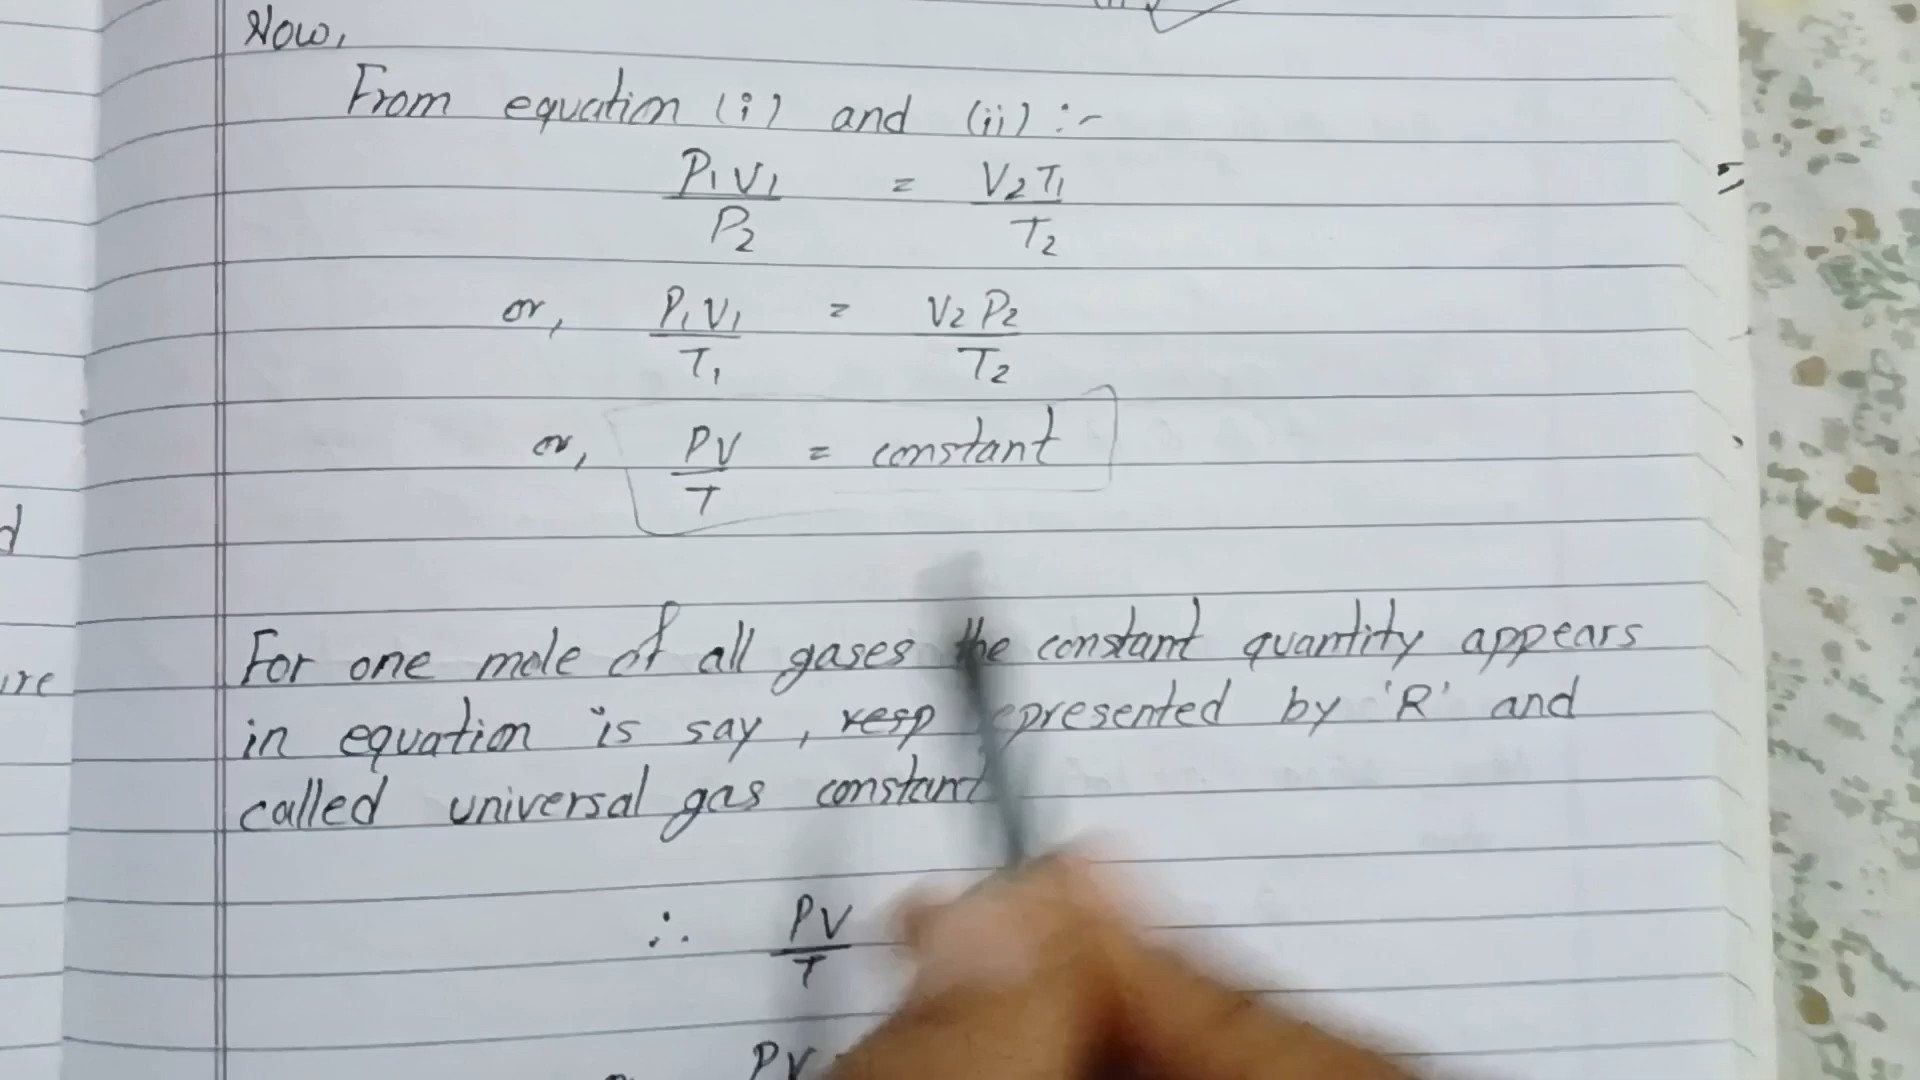 Now,
From equation (i) and (ii) :-
P₁V₁/P₂ = V₂T₁/T₂
or, P₁V₁/T₁ = V₂P₂/T₂
or, PV/T = constant
For one mole of all gases the constant quantity appears
in equation is say, resp epresented by 'R' and
called universal gas constant
∴ PV/T
PV